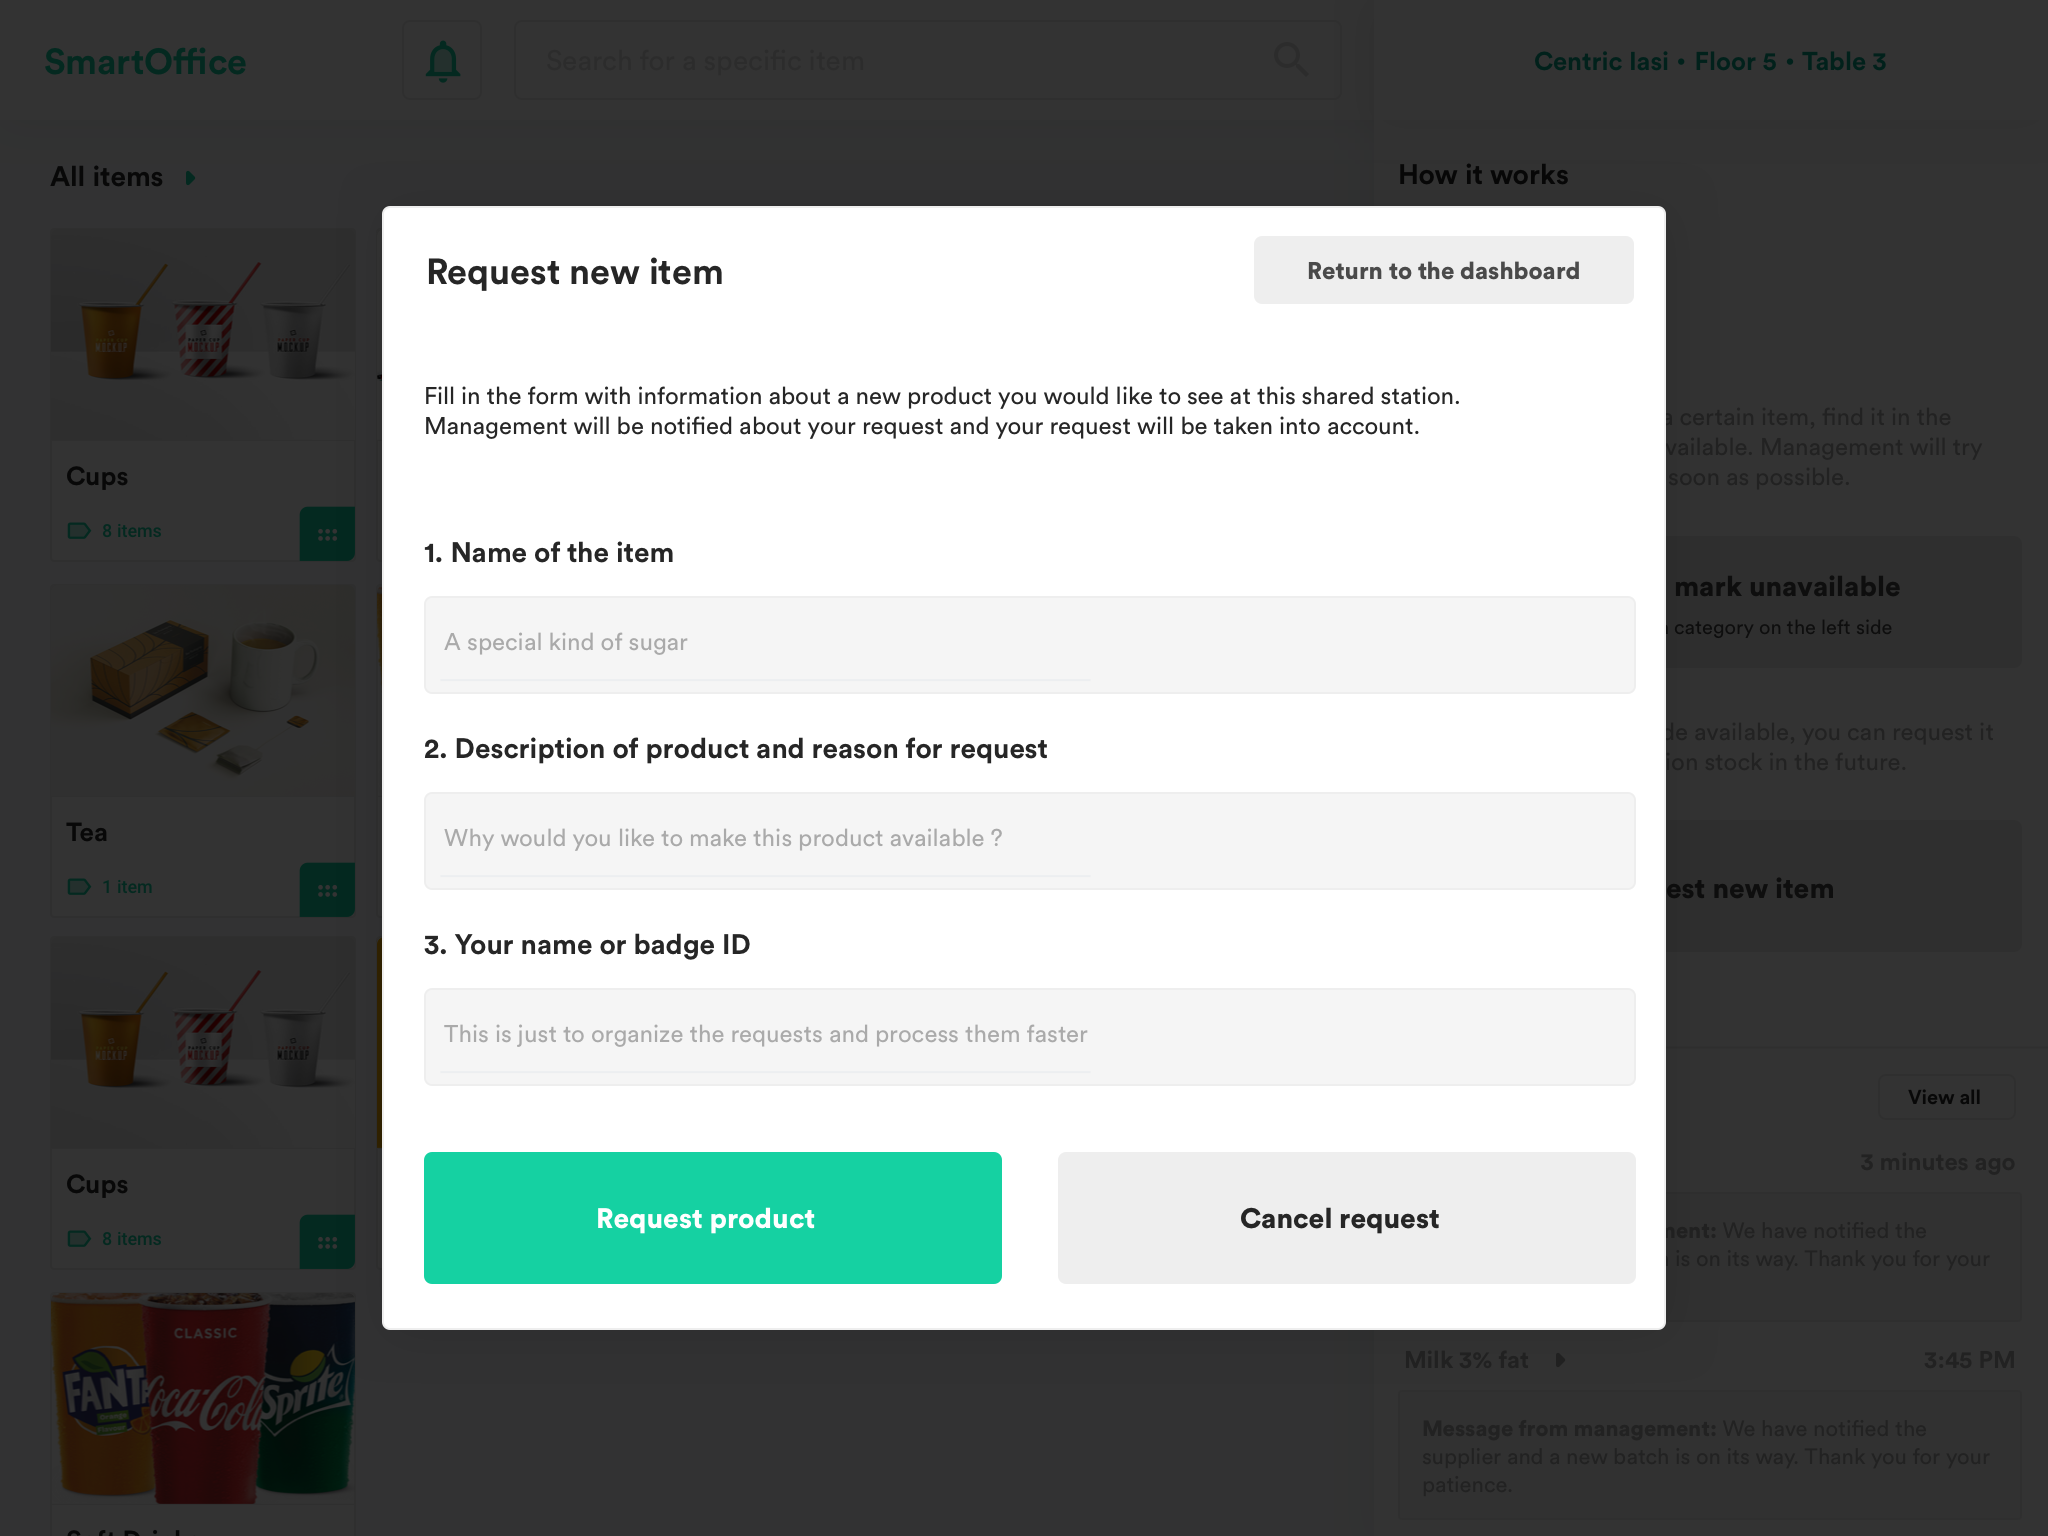 SmartOffice
Search for a specific item
Centric Iasi • Floor 5 • Table 3
All items
How it works
Request new item
Return to the dashboard
Fill in the form with information about a new product you would like to see at this shared station.
Management will be notified about your request and your request will be taken into account.
a certain item, find it in the
vailable. Management will try
soon as possible.
MOCKUP
MOCKUP
MOCKUP
Cups
8 items
1. Name of the item
A special kind of sugar
mark unavailable
category on the left side
2. Description of product and reason for request
Why would you like to make this product available ?
de available, you can request it
ion stock in the future.
Tea
1 item
est new item
3. Your name or badge ID
This is just to organize the requests and process them faster
MOCKUP
MOCKUP
MOCKUP
View all
3 minutes ago
Cups
8 items
Request product
Cancel request
nent: We have notified the
is on its way. Thank you for your
CLASSIC
FANTA
Coca-Cola
Sprite
Milk 3% fat
3:45 PM
Message from management: We have notified the
supplier and a new batch is on its way. Thank you for your
patience.